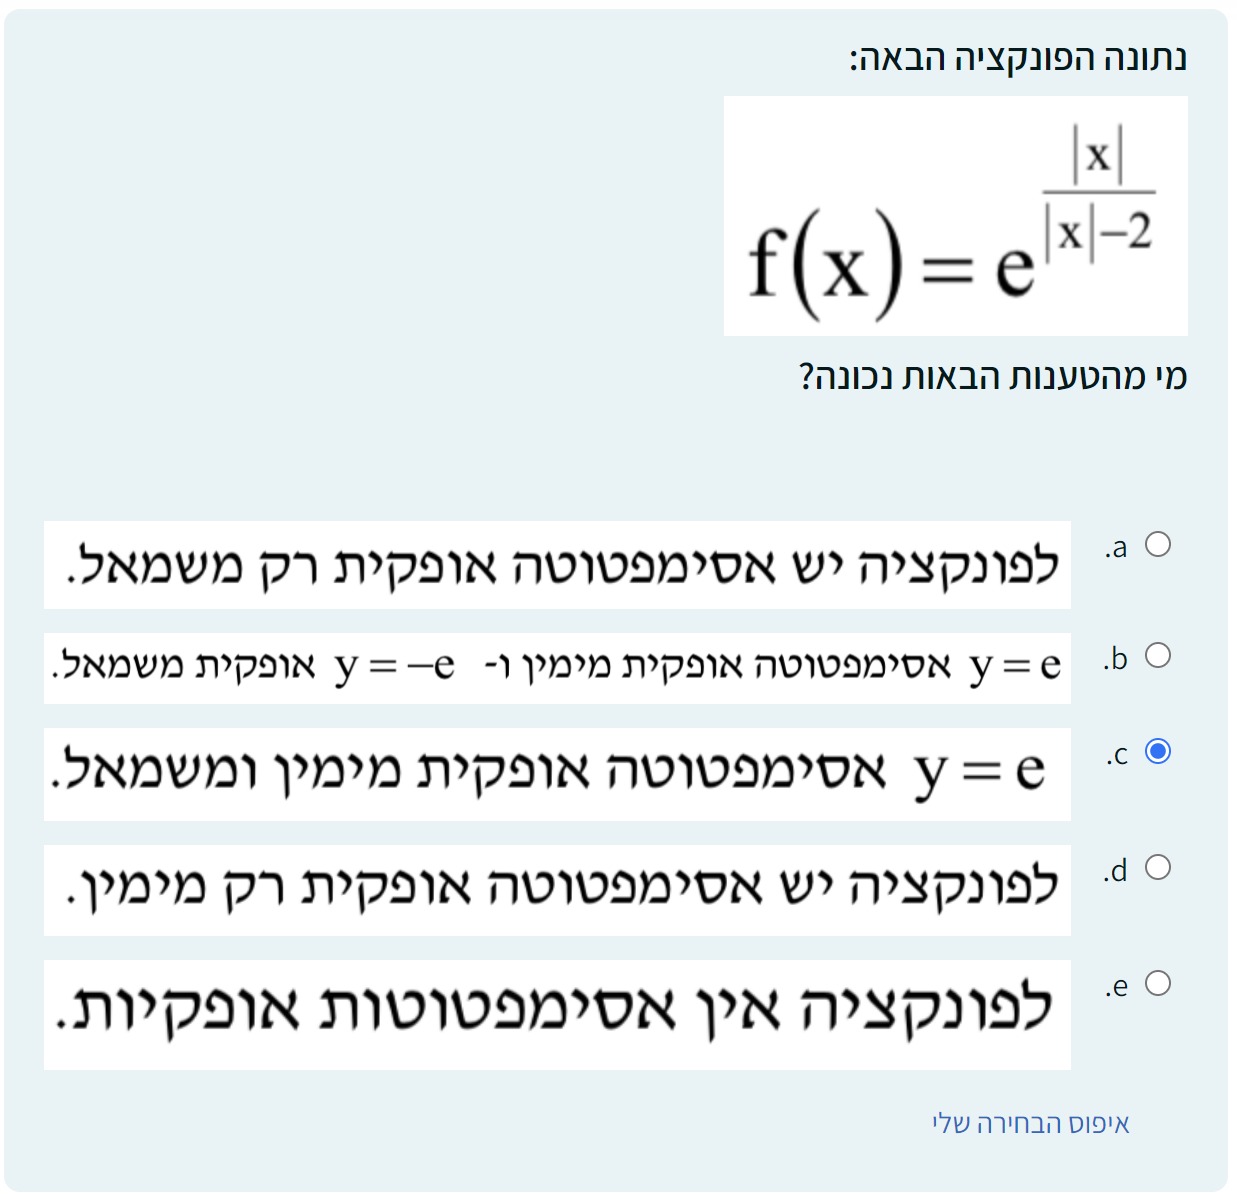 נתונה הפונקציה הבאה:
f(x) = e^(|x|/(|x|−2))
מי מהטענות הבאות נכונה?
a. לפונקציה יש אסימפטוטה אופקית רק משמאל.
b. y = e אסימפטוטה אופקית מימין ו- y = −e אופקית משמאל.
c. y = e אסימפטוטה אופקית מימין ומשמאל.
d. לפונקציה יש אסימפטוטה אופקית רק מימין.
e. לפונקציה אין אסימפטוטות אופקיות.
איפוס הבחירה שלי